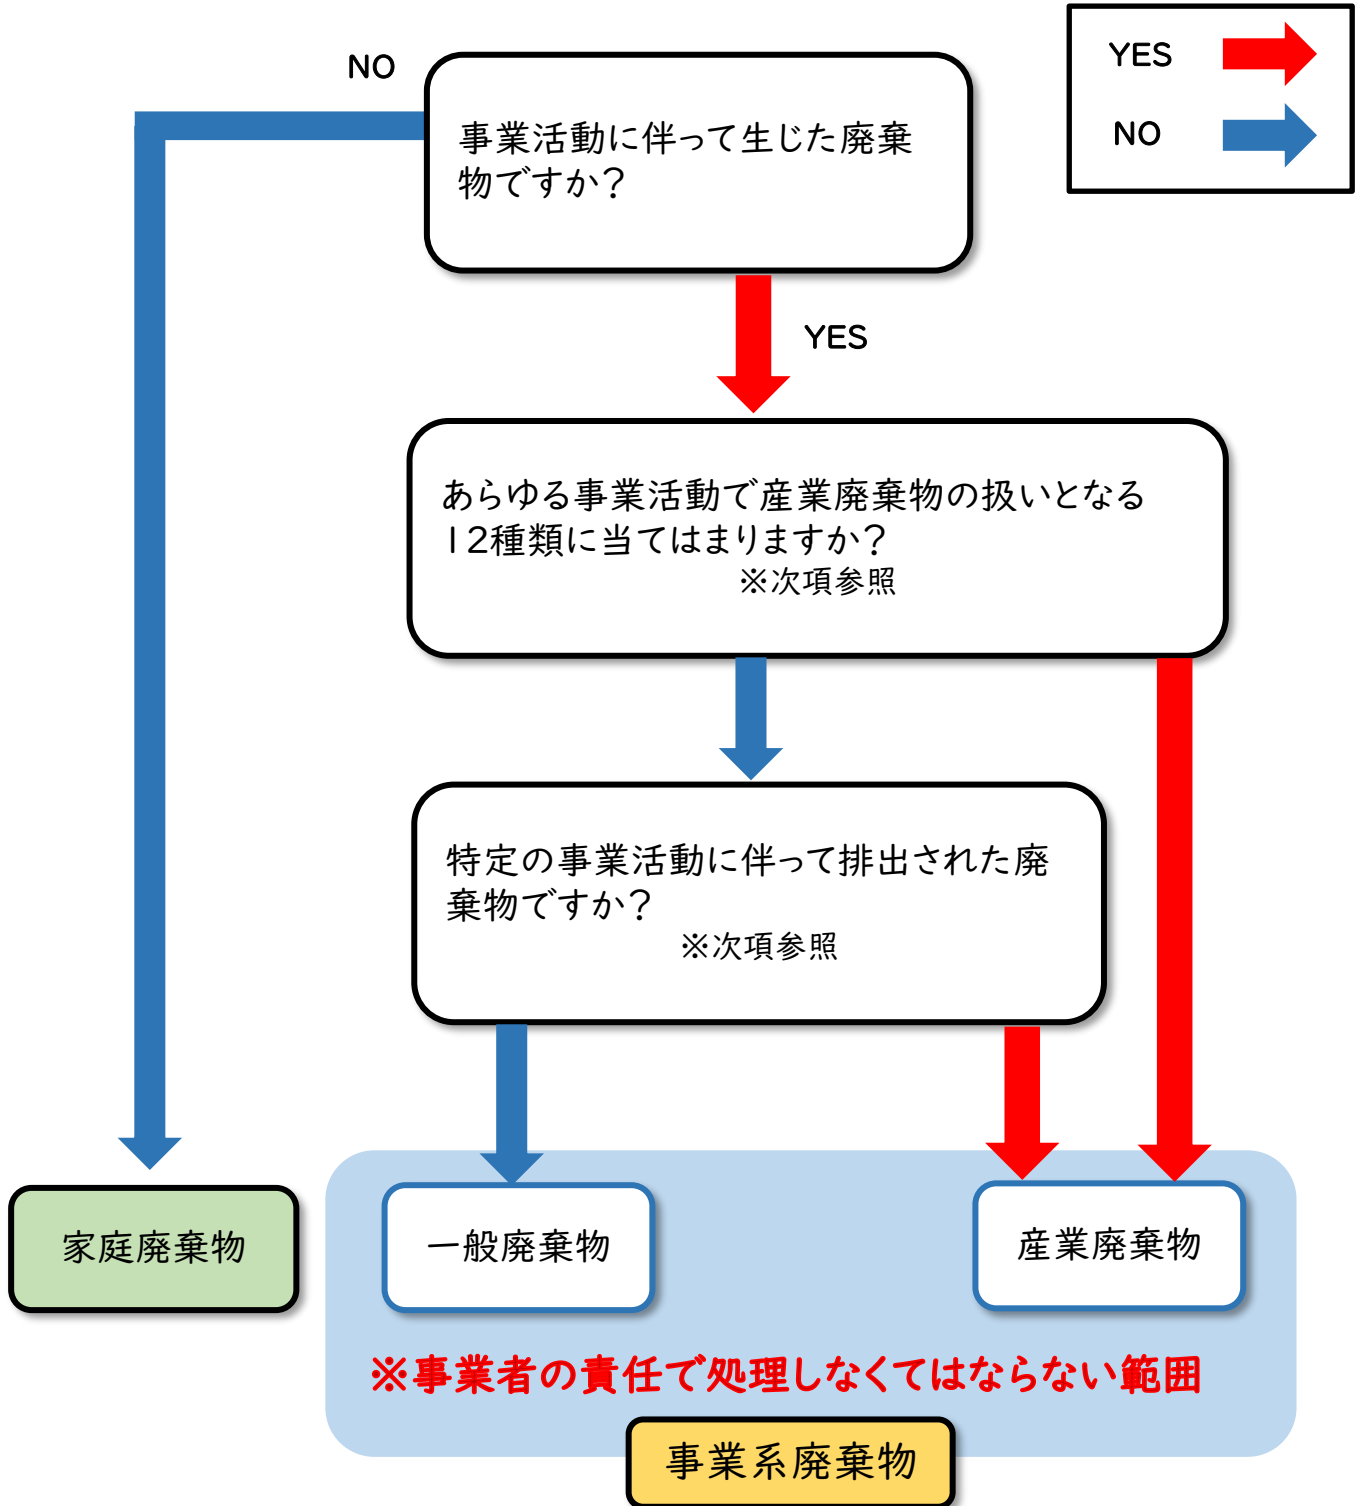 YES
NO
NO
事業活動に伴って生じた廃棄
物ですか？
YES
あらゆる事業活動で産業廃棄物の扱いとなる
12種類に当てはまりますか？
※次項参照
特定の事業活動に伴って排出された廃
棄物ですか？
※次項参照
家庭廃棄物
一般廃棄物
産業廃棄物
※事業者の責任で処理しなくてはならない範囲
事業系廃棄物